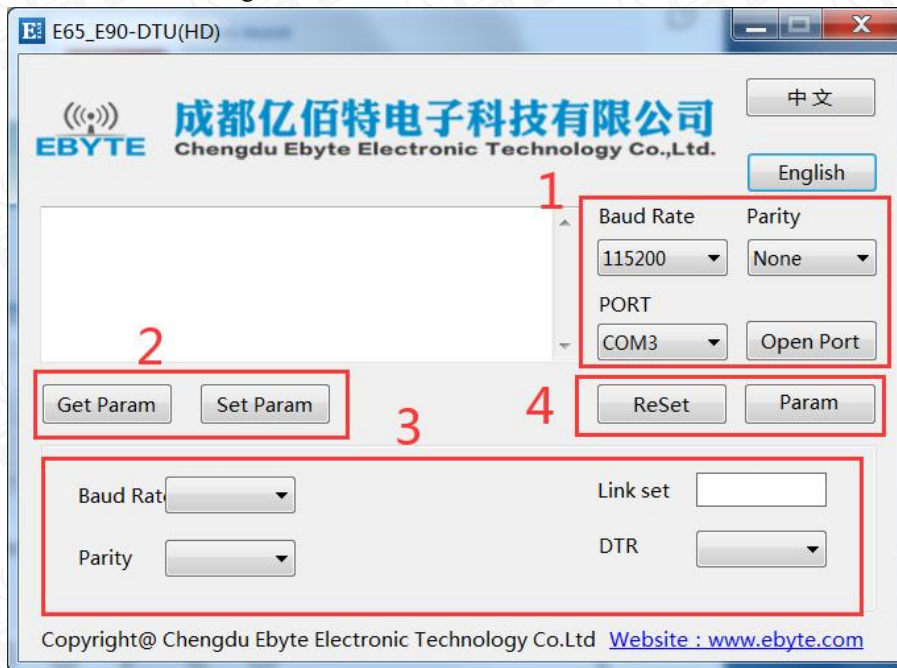 E65_E90-DTU(HD)
中文
EBYTE
成都亿佰特电子科技有限公司
Chengdu Ebyte Electronic Technology Co.,Ltd.
English
1
Baud Rate Parity
115200 None
PORT
COM3 Open Port
2
Get Param Set Param
4
ReSet Param
3
Baud Rat
Link set
Parity
DTR
Copyright@ Chengdu Ebyte Electronic Technology Co.Ltd Website : www.ebyte.com